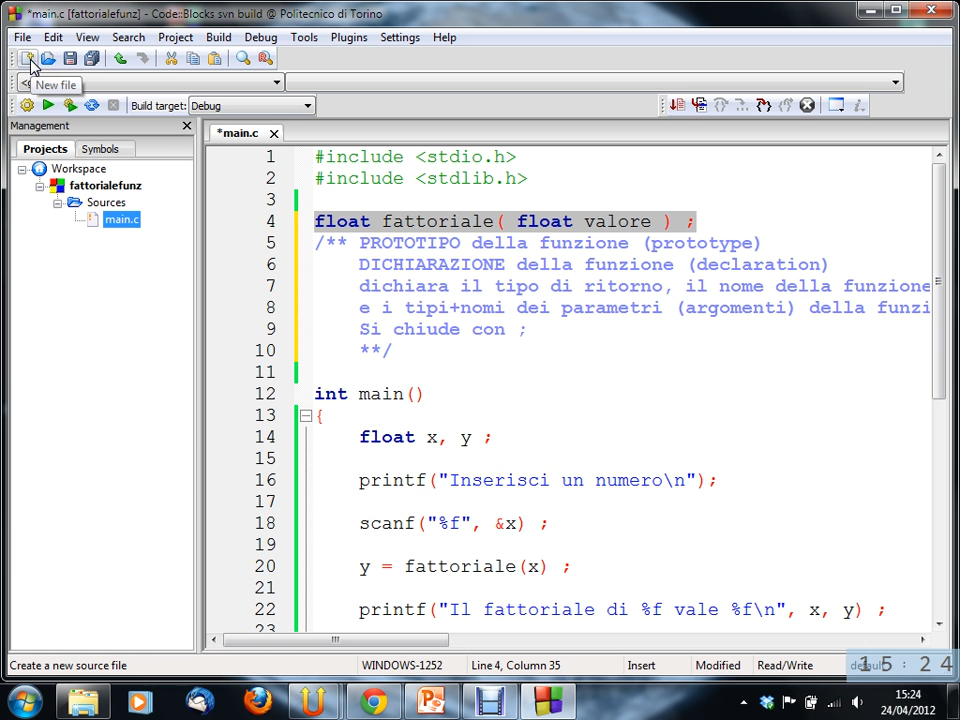 *main.c [fattorialefunz] - Code::Blocks svn build @ Politecnico di Torino
File Edit View Search Project Build Debug Tools Plugins Settings Help
New file
Build target: Debug
Management
Projects Symbols
*main.c
Workspace
fattorialefunz
Sources
main.c
1 #include <stdio.h>
2 #include <stdlib.h>
3
4 float fattoriale( float valore ) ;
5 /** PROTOTIPO della funzione (prototype)
6 DICHIARAZIONE della funzione (declaration)
7 dichiara il tipo di ritorno, il nome della funzione
8 e i tipi+nomi dei parametri (argomenti) della funzi
9 Si chiude con ;
10 **/
11
12 int main()
13 {
14 float x, y ;
15
16 printf("Inserisci un numero\n");
17
18 scanf("%f", &x) ;
19
20 y = fattoriale(x) ;
21
22 printf("Il fattoriale di %f vale %f\n", x, y) ;
23
Create a new source file WINDOWS-1252 Line 4, Column 35 Insert Modified Read/Write default
15:24
15:24
24/04/2012